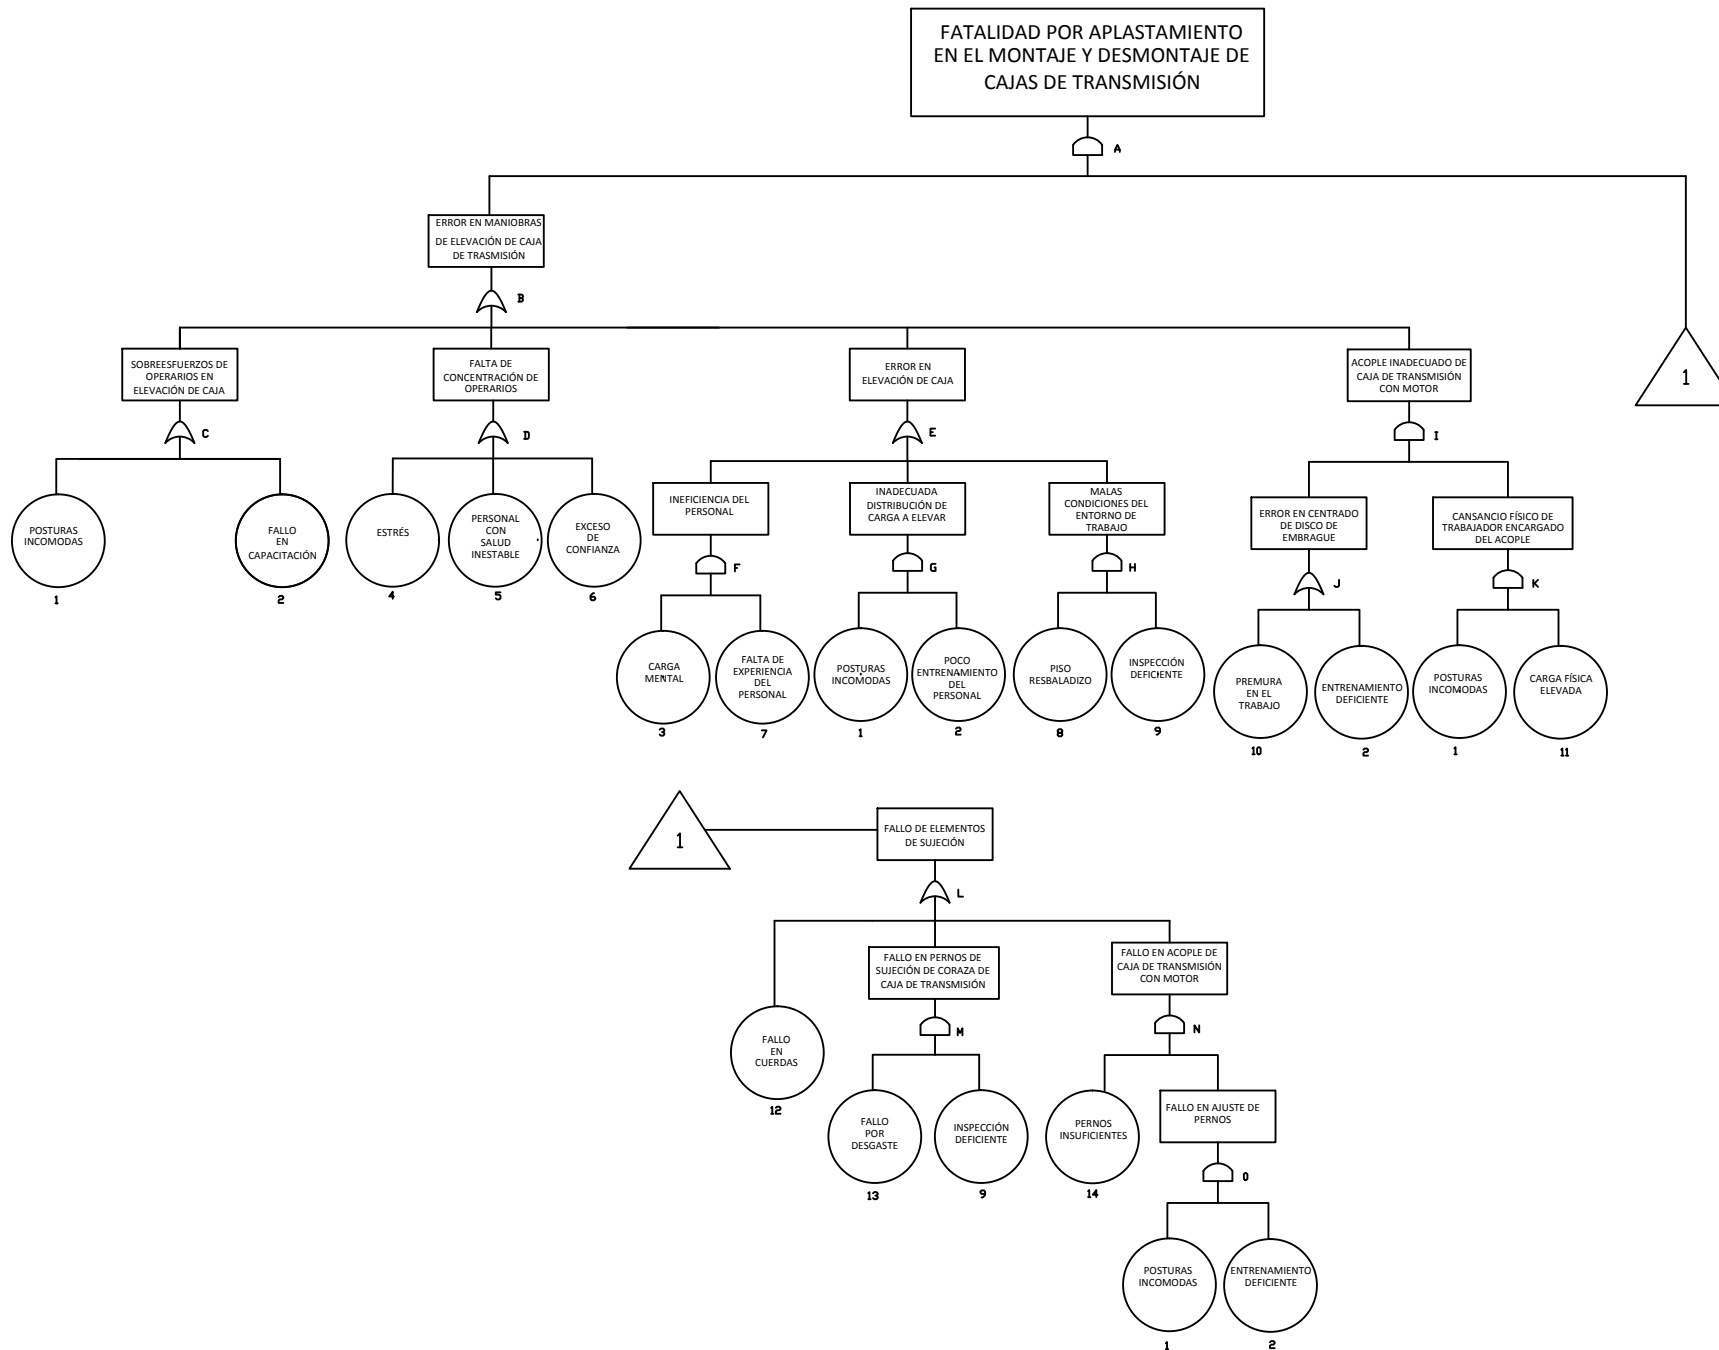 FATALIDAD POR APLASTAMIENTO
EN EL MONTAJE Y DESMONTAJE DE
CAJAS DE TRANSMISIÓN
A
ERROR EN MANIOBRAS
DE ELEVACIÓN DE CAJA
DE TRASMISIÓN
B
SOBREESFUERZOS DE
OPERARIOS EN
ELEVACIÓN DE CAJA
FALTA DE
CONCENTRACIÓN DE
OPERARIOS
ERROR EN
ELEVACIÓN DE CAJA
ACOPLE INADECUADO DE
CAJA DE TRANSMISIÓN
CON MOTOR
1
C
D
E
I
POSTURAS
INCOMODAS
1
FALLO
EN
CAPACITACIÓN
2
ESTRÉS
4
PERSONAL
CON
SALUD
INESTABLE
5
EXCESO
DE
CONFIANZA
6
INEFICIENCIA DEL
PERSONAL
INADECUADA
DISTRIBUCIÓN DE
CARGA A ELEVAR
MALAS
CONDICIONES DEL
ENTORNO DE
TRABAJO
ERROR EN CENTRADO
DE DISCO DE
EMBRAGUE
CANSANCIO FÍSICO DE
TRABAJADOR ENCARGADO
DEL ACOPLE
F
G
H
J
K
CARGA
MENTAL
3
FALTA DE
EXPERIENCIA
DEL
PERSONAL
7
POSTURAS
INCOMODAS
1
POCO
ENTRENAMIENTO
DEL
PERSONAL
2
PISO
RESBALADIZO
8
INSPECCIÓN
DEFICIENTE
9
PREMURA
EN EL
TRABAJO
10
ENTRENAMIENTO
DEFICIENTE
2
POSTURAS
INCOMODAS
1
CARGA FÍSICA
ELEVADA
11
1
FALLO DE ELEMENTOS
DE SUJECIÓN
L
FALLO EN PERNOS DE
SUJECIÓN DE CORAZA DE
CAJA DE TRANSMISIÓN
FALLO EN ACOPLE DE
CAJA DE TRANSMISIÓN
CON MOTOR
M
N
FALLO
EN
CUERDAS
12
FALLO
POR
DESGASTE
13
INSPECCIÓN
DEFICIENTE
9
PERNOS
INSUFICIENTES
14
FALLO EN AJUSTE DE
PERNOS
O
POSTURAS
INCOMODAS
1
ENTRENAMIENTO
DEFICIENTE
2